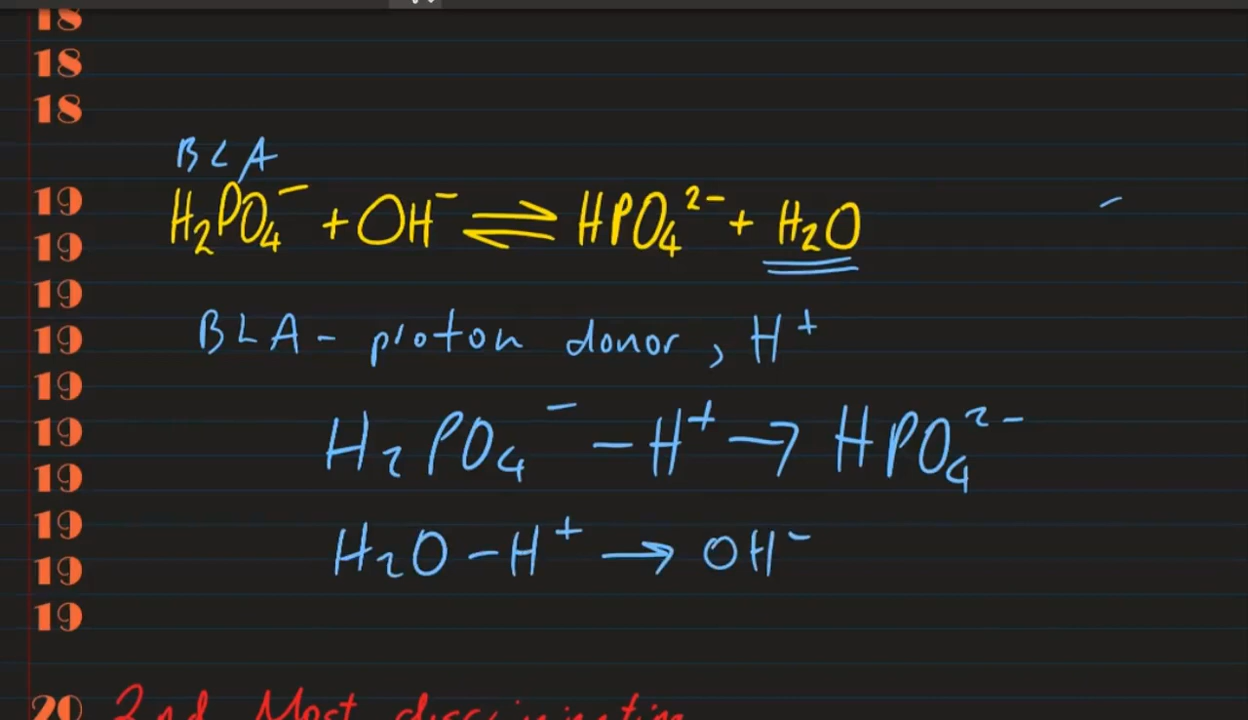 18
18
18
BLA
19 H₂PO₄⁻ + OH⁻ ⇌ HPO₄²⁻ + H₂O
19
19
19 BLA - proton donor, H⁺
19
19 H₂PO₄⁻ - H⁺ → HPO₄²⁻
19
19
19 H₂O - H⁺ → OH⁻
19
20 2nd Most discriminating